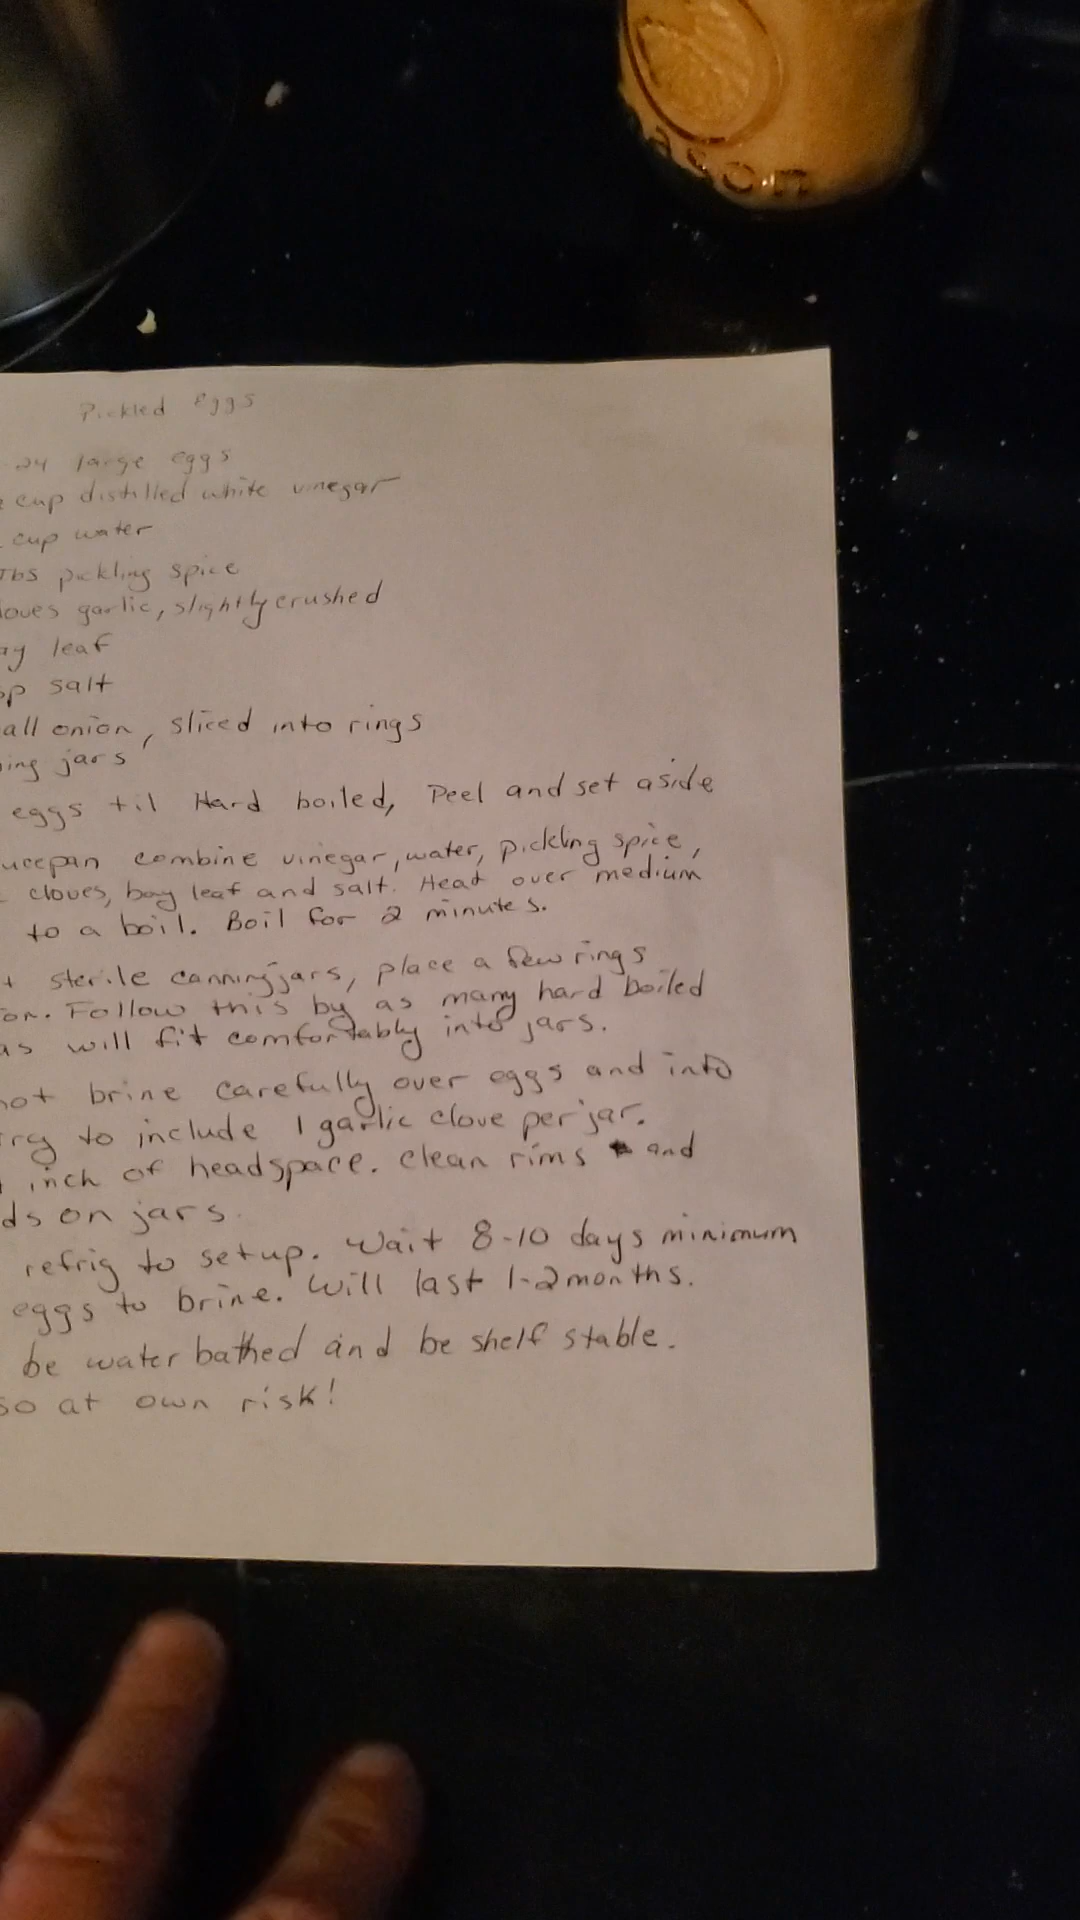 ason
Pickled eggs
24 large eggs
cup distilled white vinegar
cup water
Tbs pickling spice
loves garlic, slightly crushed
ay leaf
sp salt
all onion, sliced into rings
ing jars
eggs til Hard boiled, Peel and set aside
ucepan combine vinegar, water, pickling spice,
cloves, bay leaf and salt. Heat over medium
to a boil. Boil for 2 minutes.
sterile canning jars, place a few rings
on. Follow this by as many hard boiled
as will fit comfortably into jars.
hot brine carefully over eggs and into
try to include 1 garlic clove per jar.
inch of headspace. Clean rims and
ds on jars.
refrig to setup. Wait 8-10 days minimum
eggs to brine. Will last 1-2 months.
be water bathed and be shelf stable.
so at own risk!